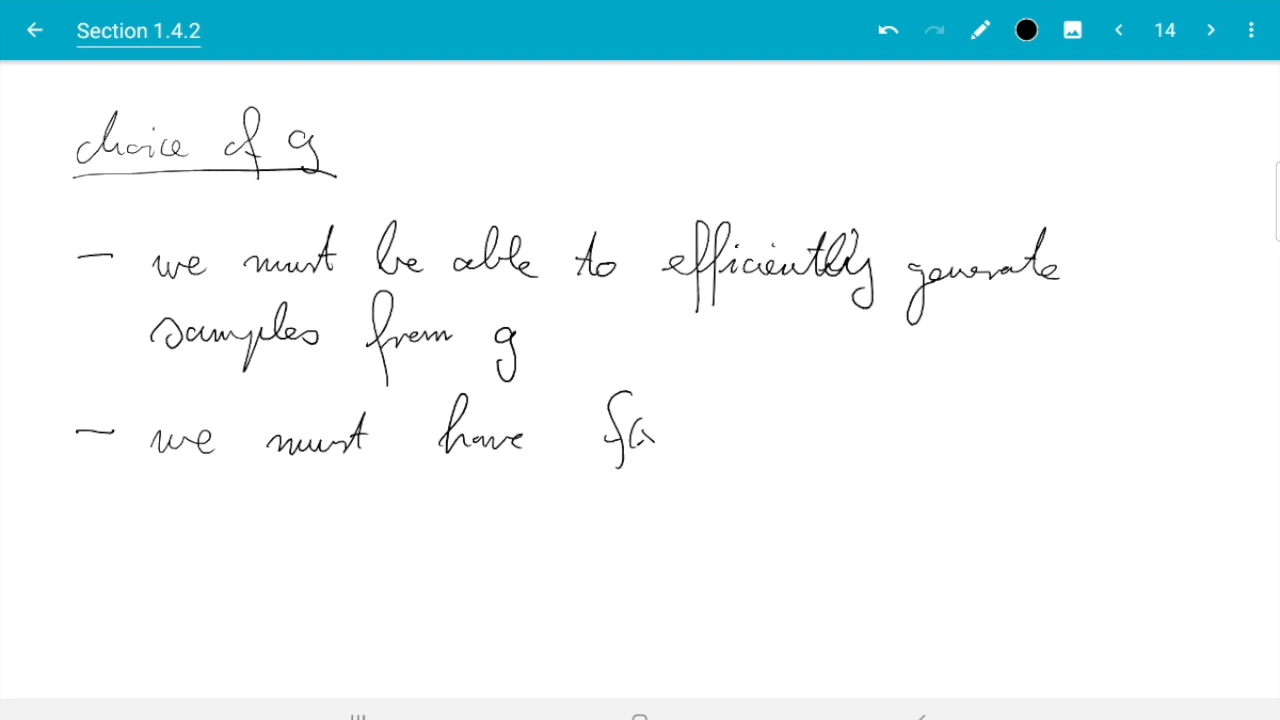 Section 1.4.2
14
choice of g
— we must be able to efficiently generate
samples from g
— we must have f(